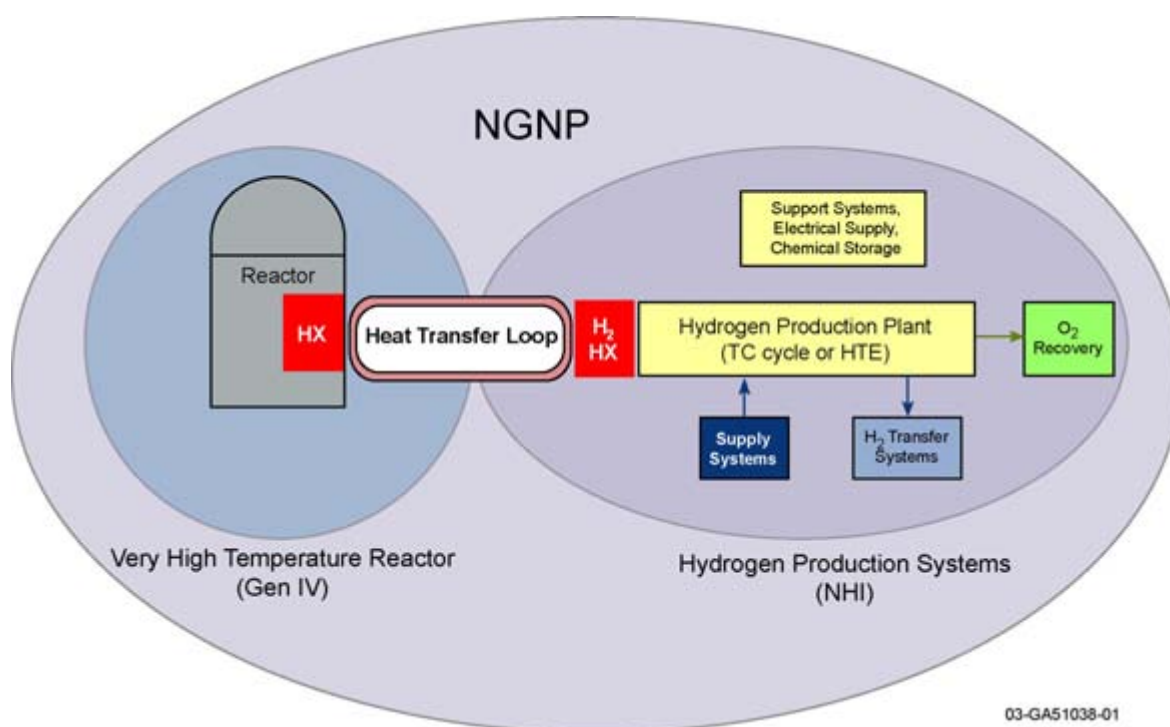 NGNP
Reactor
HX
Heat Transfer Loop
H₂
HX
Support Systems,
Electrical Supply,
Chemical Storage
Hydrogen Production Plant
(TC cycle or HTE)
O₂
Recovery
Supply
Systems
H₂ Transfer
Systems
Very High Temperature Reactor
(Gen IV)
Hydrogen Production Systems
(NHI)
03-GA51038-01